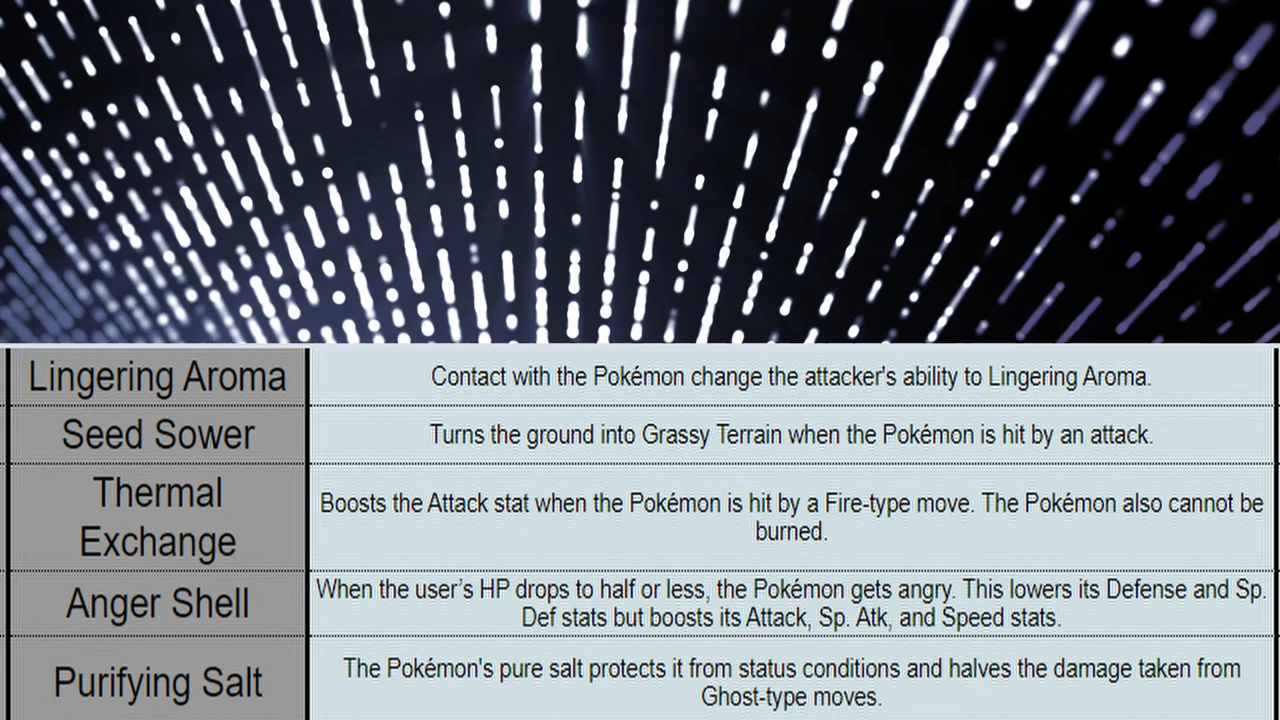 Lingering Aroma
Contact with the Pokémon change the attacker's ability to Lingering Aroma.
Seed Sower
Turns the ground into Grassy Terrain when the Pokémon is hit by an attack.
Thermal
Exchange
Boosts the Attack stat when the Pokémon is hit by a Fire-type move. The Pokémon also cannot be
burned.
Anger Shell
When the user’s HP drops to half or less, the Pokémon gets angry. This lowers its Defense and Sp.
Def stats but boosts its Attack, Sp. Atk, and Speed stats.
Purifying Salt
The Pokémon's pure salt protects it from status conditions and halves the damage taken from
Ghost-type moves.